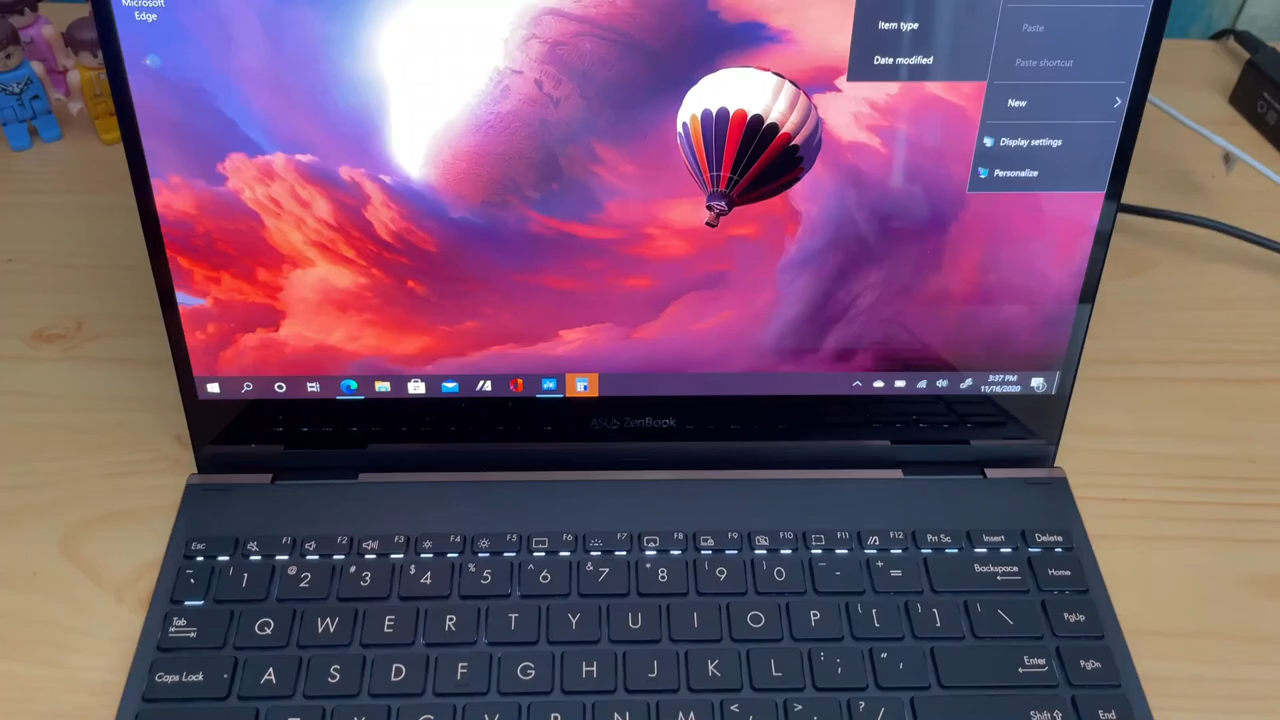 Microsoft
Edge
Item type
Date modified
Paste
Paste shortcut
New
Display settings
Personalize
3:37 PM
11/16/2020
ASUS ZenBook
Esc F1 F2 F3 F4 F5 F6 F7 F8 F9 F10 F11 F12 Prt Sc Insert Delete
~ ` ! 1 @ 2 # 3 $ 4 % 5 ^ 6 & 7 * 8 ( 9 ) 0 _ - + = Backspace Home
Tab Q W E R T Y U I O P { [ } ] | \ PgUp
Caps Lock A S D F G H J K L : ; " ' Enter PgDn
< > ? / Shift End